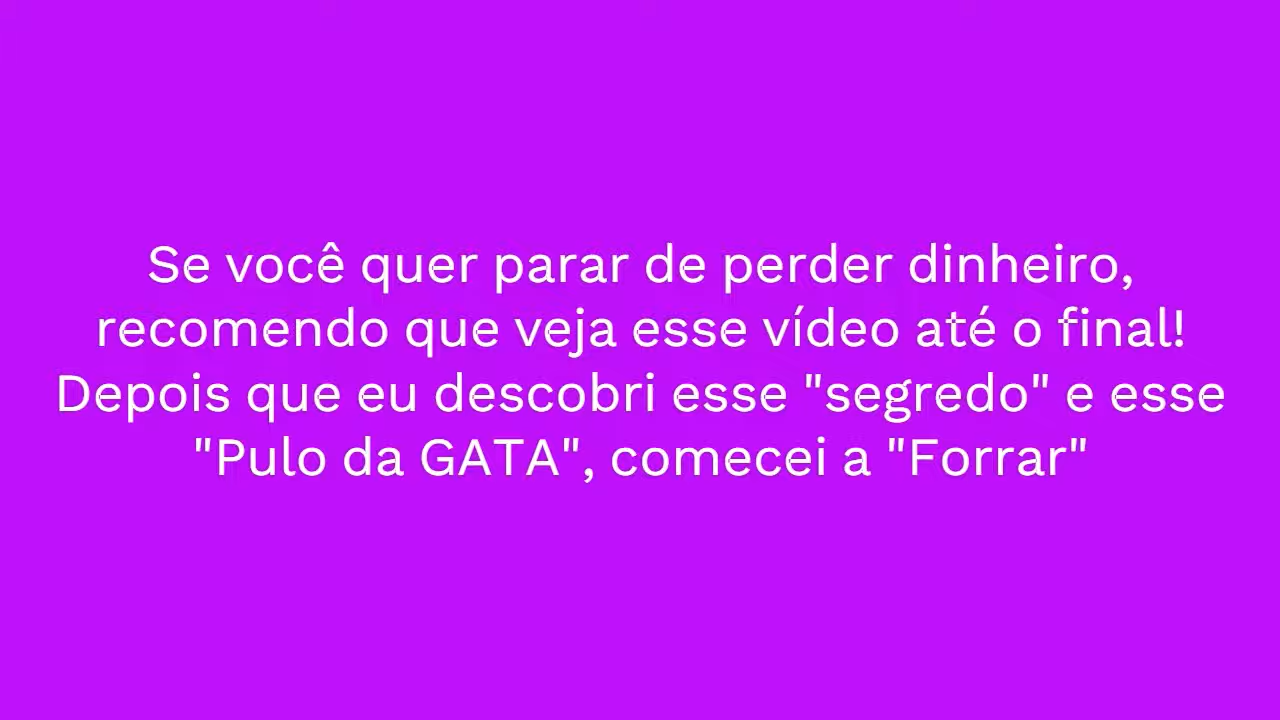 Se você quer parar de perder dinheiro,
recomendo que veja esse vídeo até o final!
Depois que eu descobri esse "segredo" e esse
"Pulo da GATA", comecei a "Forrar"